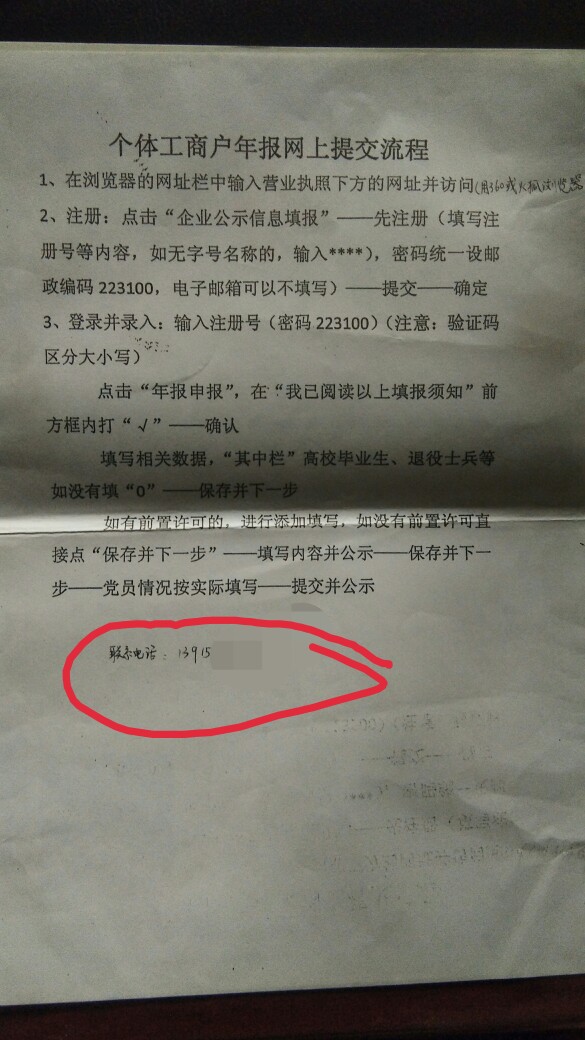 个体工商户年报网上提交流程
1、在浏览器的网址栏中输入营业执照下方的网址并访问(用360或火狐浏览器
2、注册：点击“企业公示信息填报”——先注册（填写注
册号等内容，如无字号名称的，输入****），密码统一设邮
政编码 223100，电子邮箱可以不填写）——提交——确定
3、登录并录入：输入注册号（密码 223100）（注意：验证码
区分大小写）
点击“年报申报”，在“我已阅读以上填报须知”前
方框内打“√”——确认
填写相关数据，“其中栏”高校毕业生、退役士兵等
如没有填“0”——保存并下一步
如有前置许可的，进行添加填写，如没有前置许可直
接点“保存并下一步”——填写内容并公示——保存并下一
步——党员情况按实际填写——提交并公示
联系电话：13915